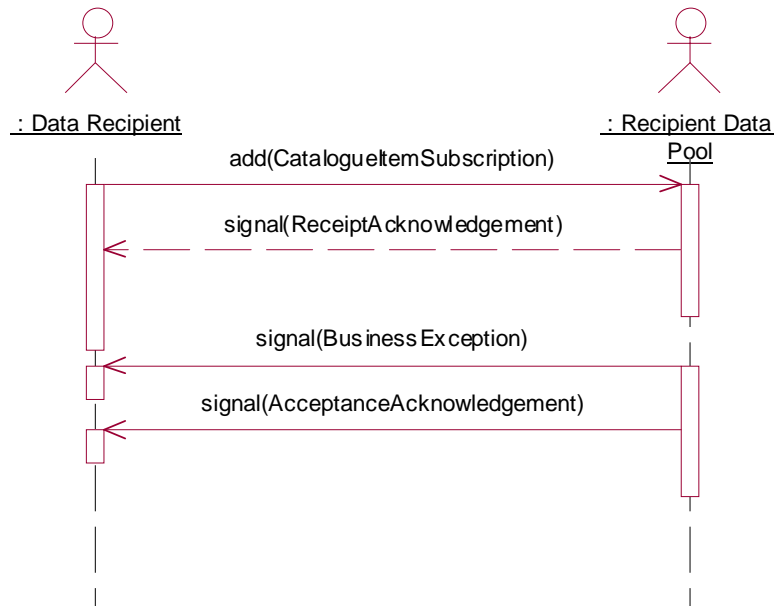 : Data Recipient
: Recipient Data
Pool
add(CatalogueItemSubscription)
signal(ReceiptAcknowledgement)
signal(BusinessException)
signal(AcceptanceAcknowledgement)